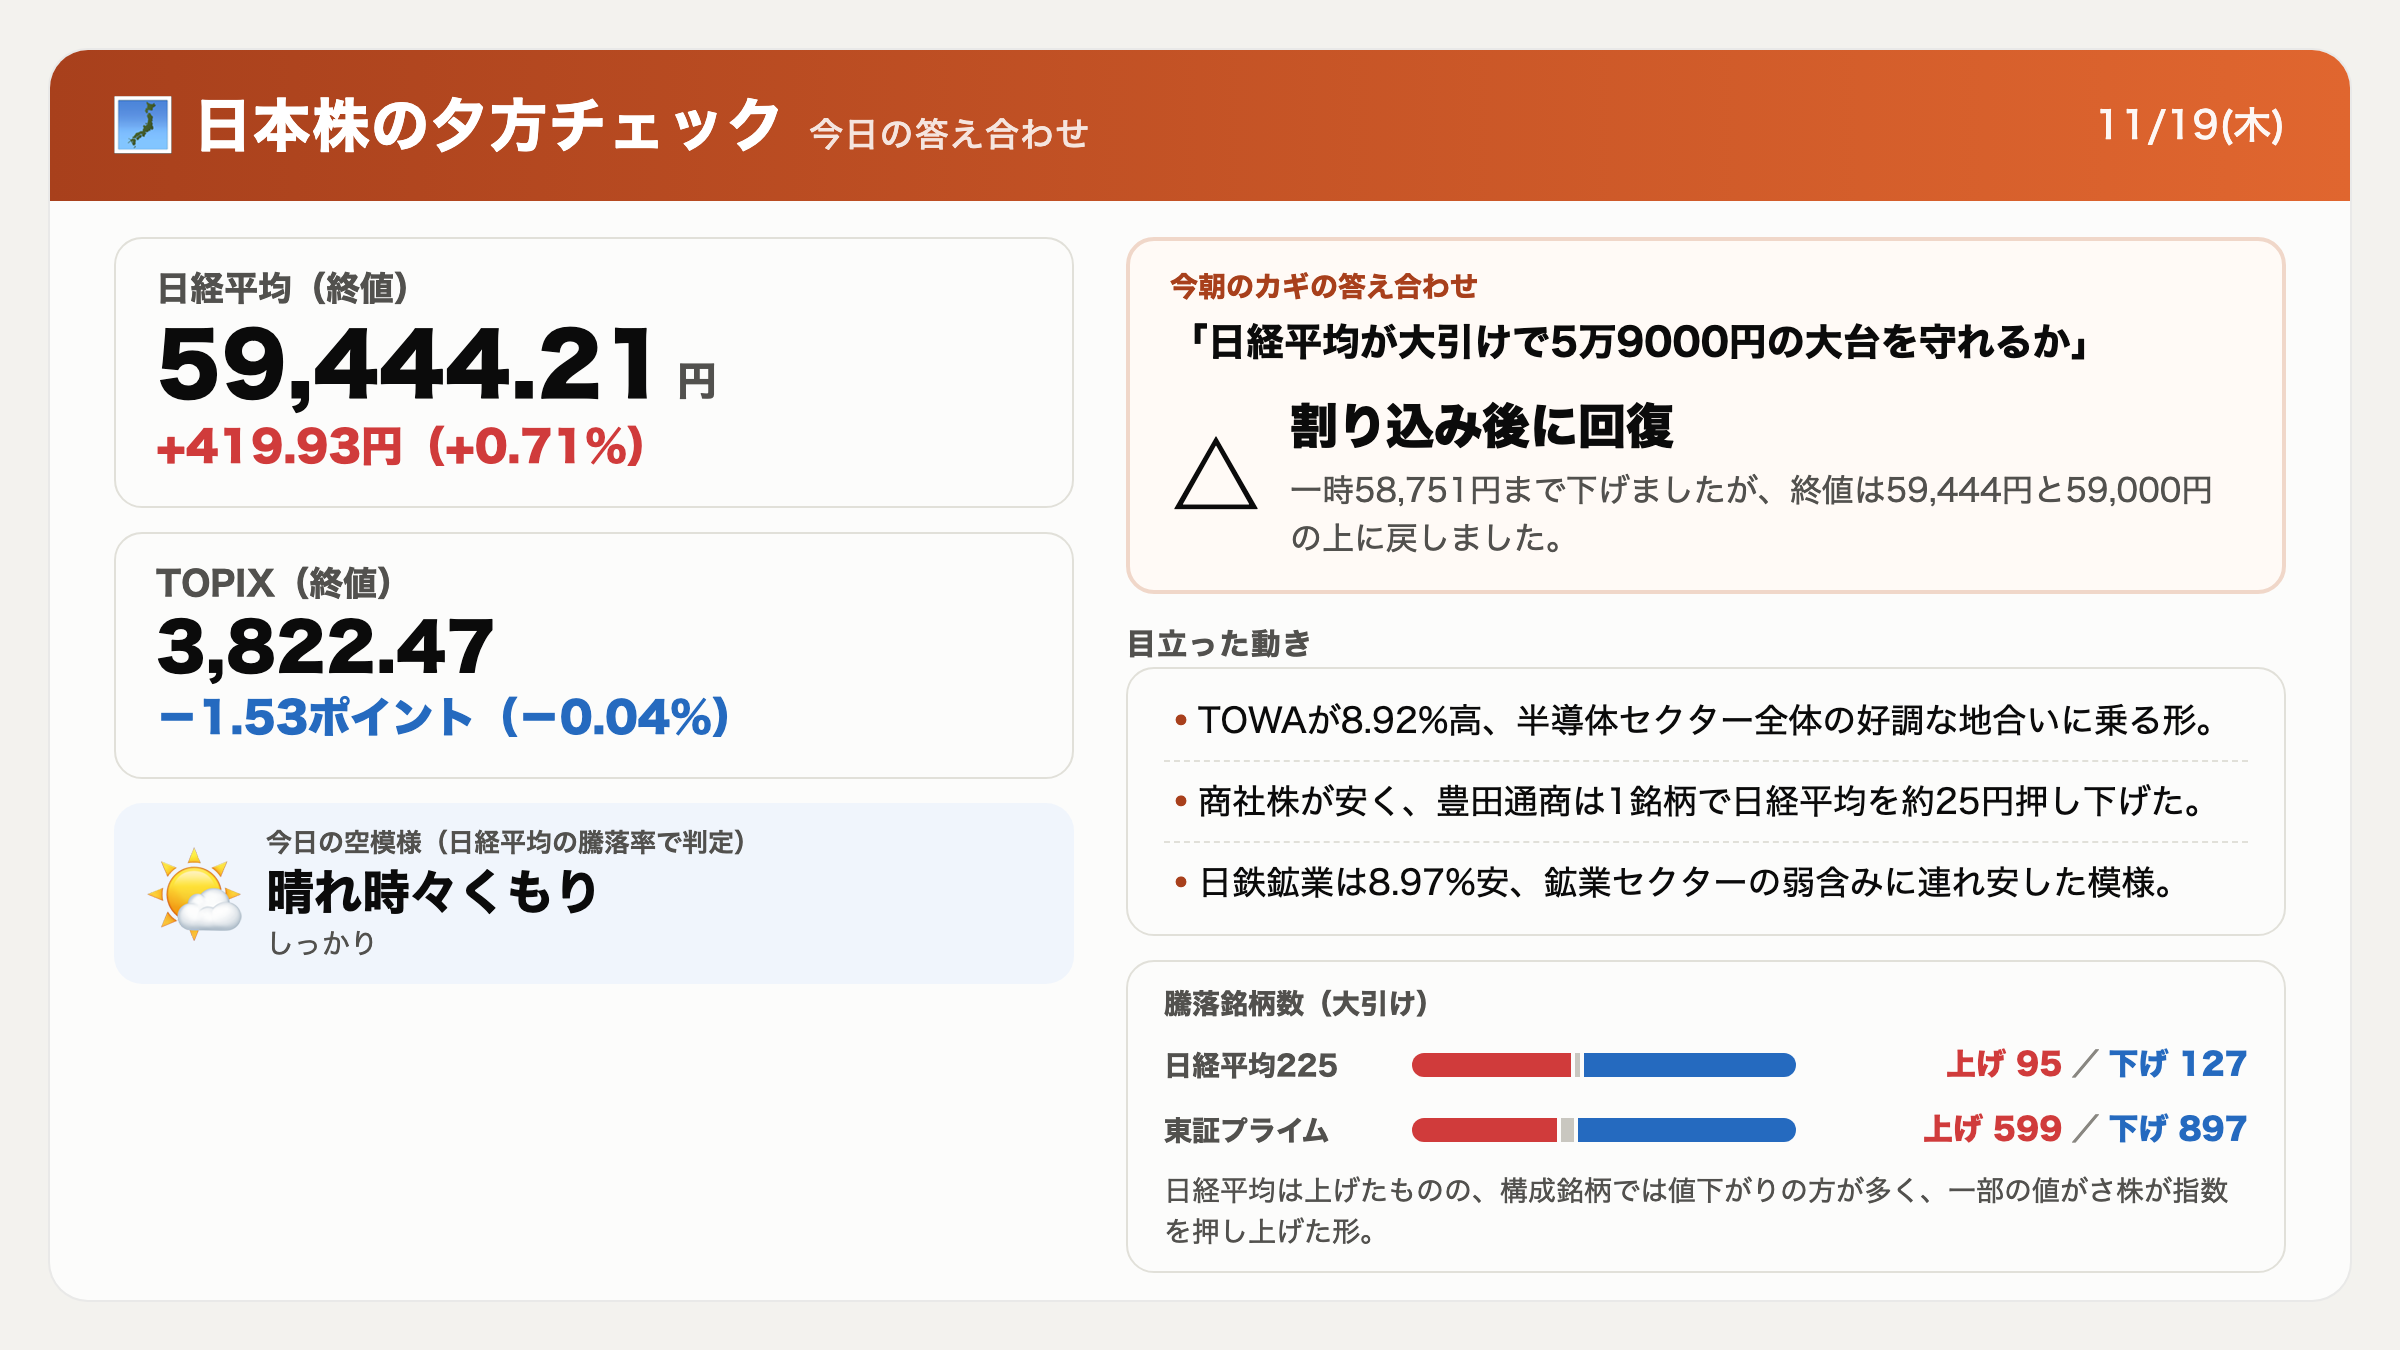 日本株の夕方チェック 今日の答え合わせ
11/19(木)
日経平均（終値）
59,444.21 円
+419.93円（+0.71%）
TOPIX（終値）
3,822.47
−1.53ポイント（−0.04%）
今日の空模様（日経平均の騰落率で判定）
晴れ時々くもり
しっかり
今朝のカギの答え合わせ
「日経平均が大引けで5万9000円の大台を守れるか」
△
割り込み後に回復
一時58,751円まで下げましたが、終値は59,444円と59,000円
の上に戻しました。
目立った動き
• TOWAが8.92%高、半導体セクター全体の好調な地合いに乗る形。
• 商社株が安く、豊田通商は1銘柄で日経平均を約25円押し下げた。
• 日鉄鉱業は8.97%安、鉱業セクターの弱含みに連れ安した模様。
騰落銘柄数（大引け）
日経平均225 上げ 95 ／ 下げ 127
東証プライム 上げ 599 ／ 下げ 897
日経平均は上げたものの、構成銘柄では値下がりの方が多く、一部の値がさ株が指数
を押し上げた形。